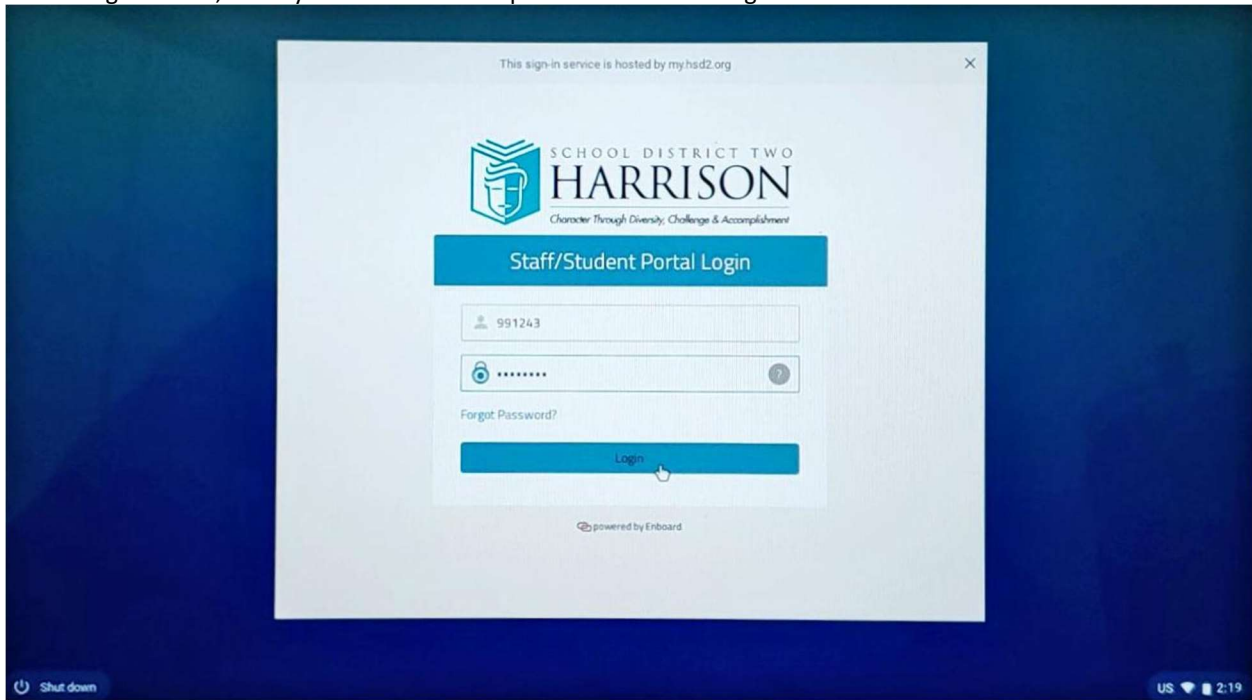 This sign-in service is hosted by my.hsd2.org
SCHOOL DISTRICT TWO
HARRISON
Character Through Diversity, Challenge & Accomplishment
Staff/Student Portal Login
991243
Forgot Password?
Login
powered by Enboard
Shut down
US 2:19